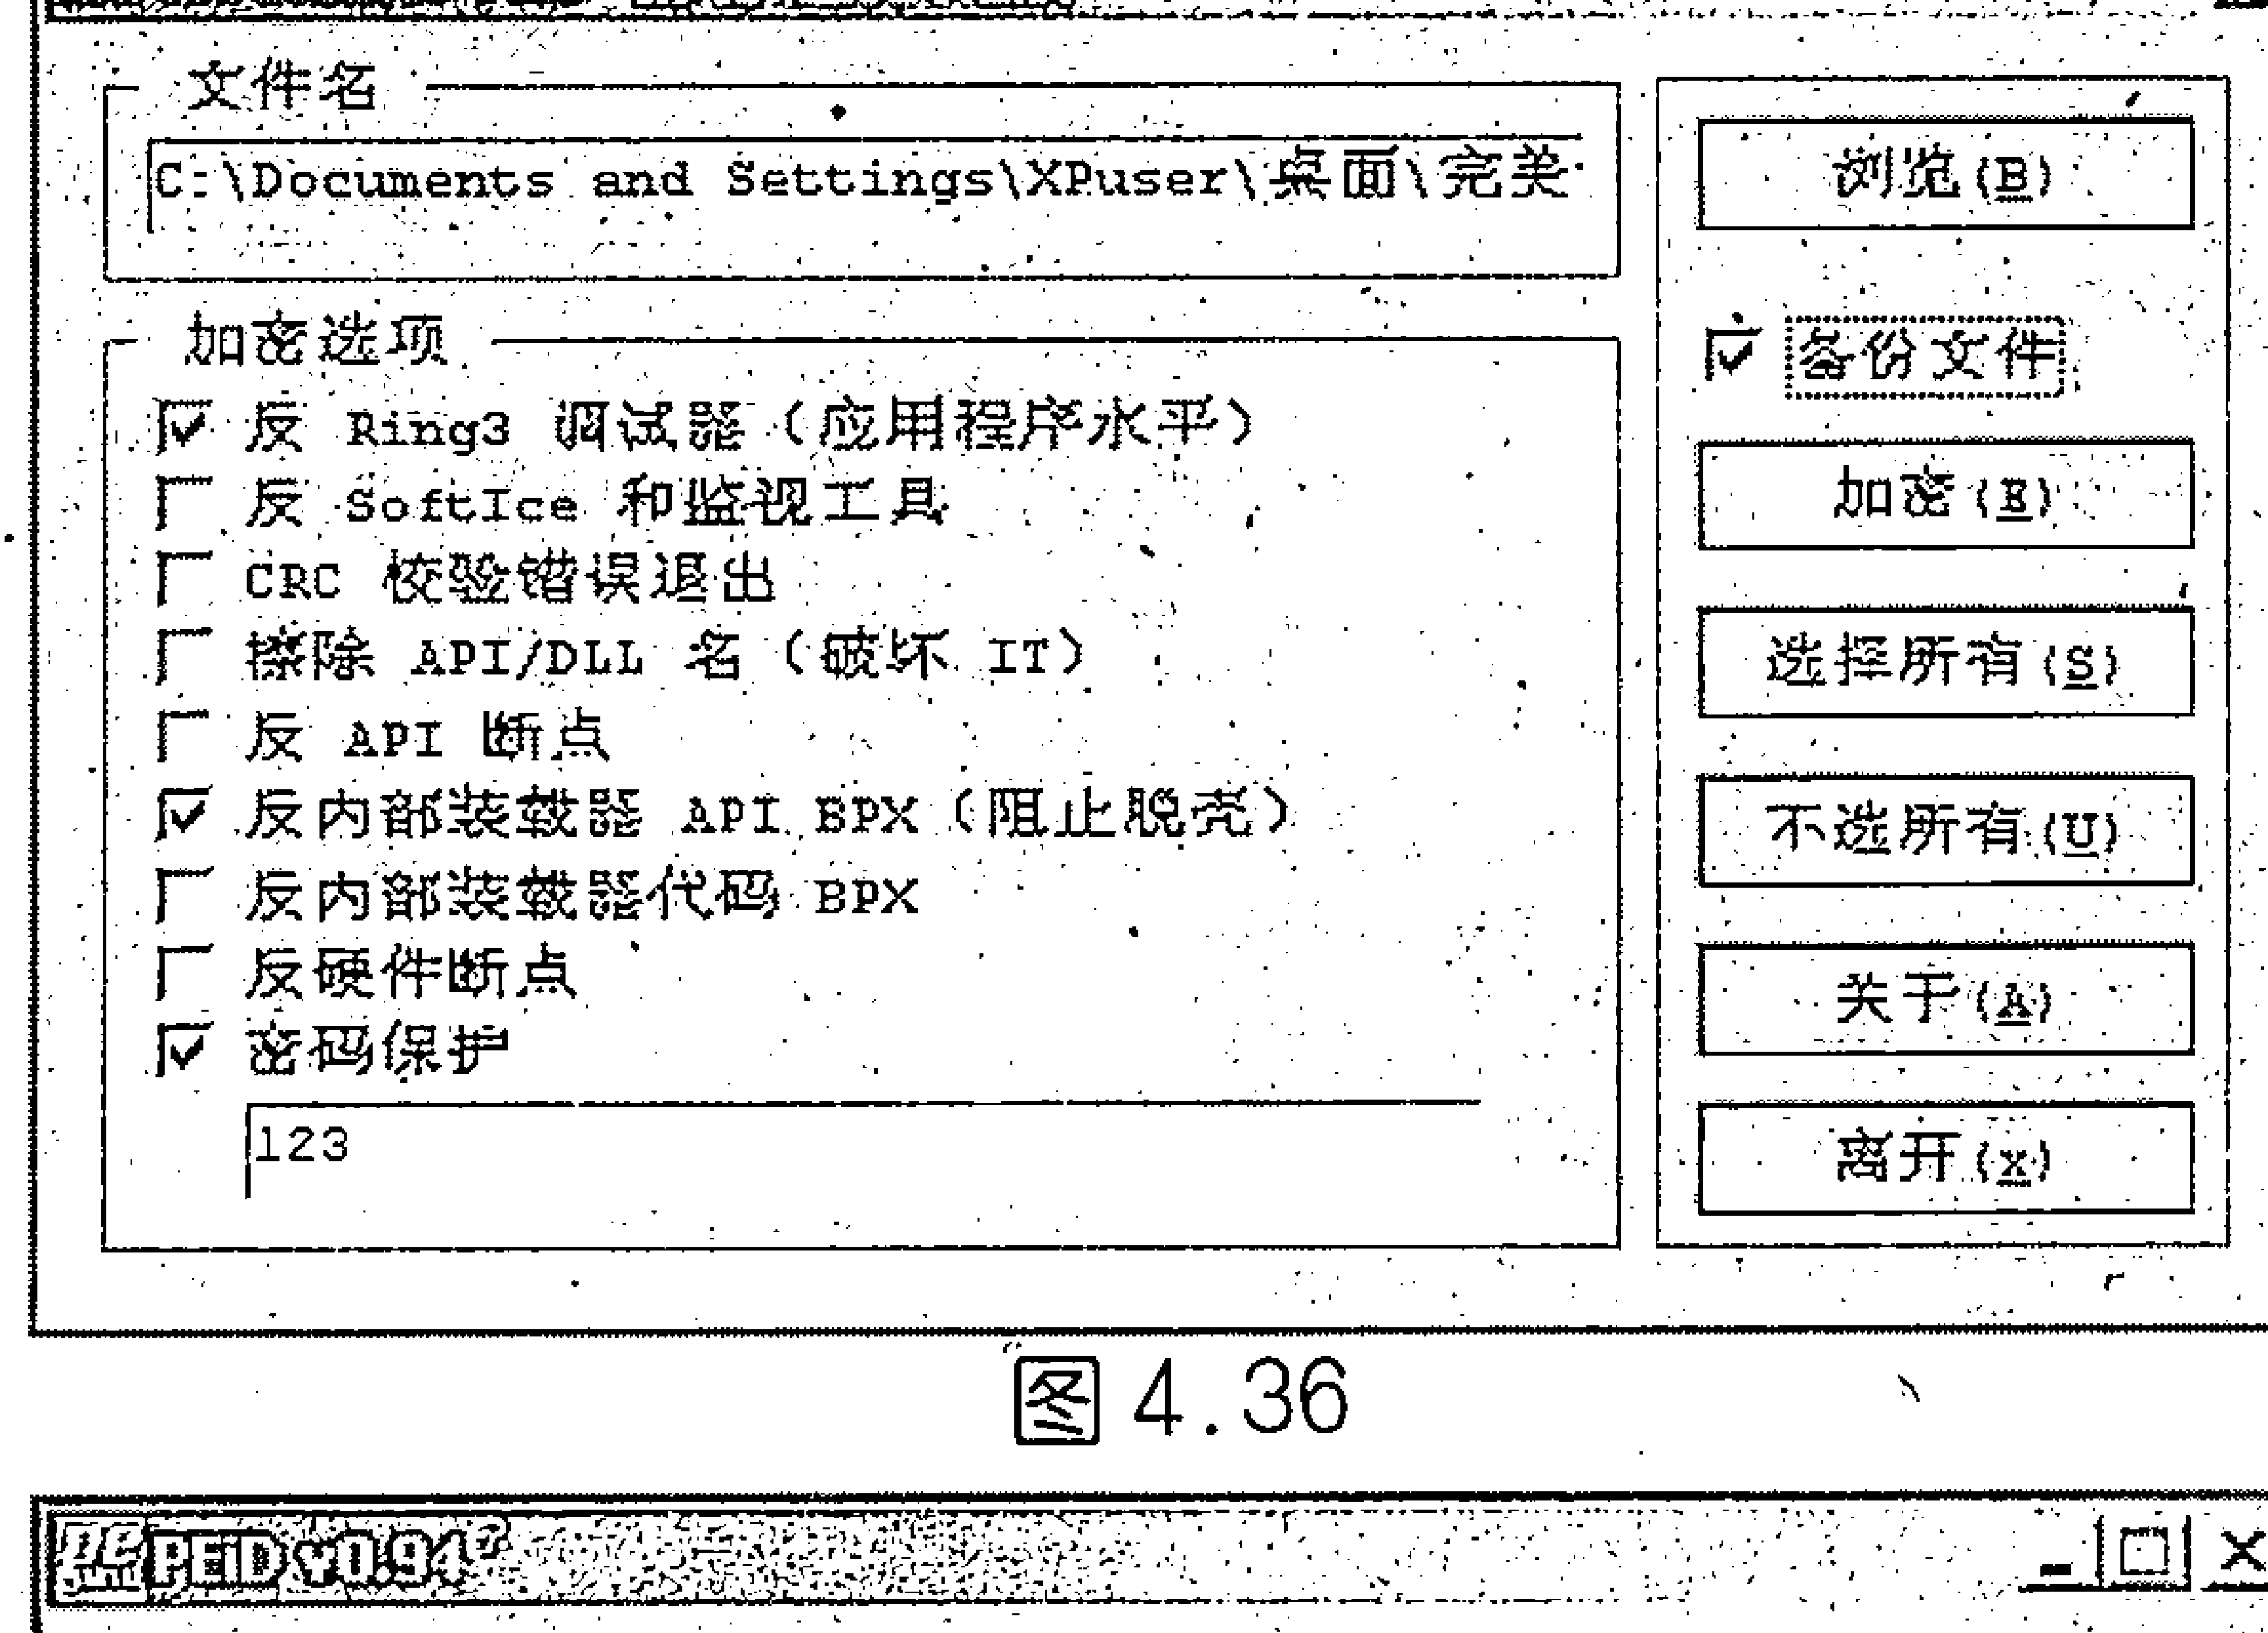 文件名
C:\Documents and Settings\XPuser\桌面\完美
浏览(B)
备份文件
加密选项
反 Ring3 调试器（应用程序水平）
反 SoftIce 和监视工具
CRC 校验错误退出
擦除 API/DLL 名（破坏 IT）
反 API 断点
反内部装载器 API BPX（阻止脱壳）
反内部装载器代码 BPX
反硬件断点
密码保护
123
加密(E)
选择所有(S)
不选所有(U)
关于(A)
离开(x)
图 4.36
PEiD v0.94